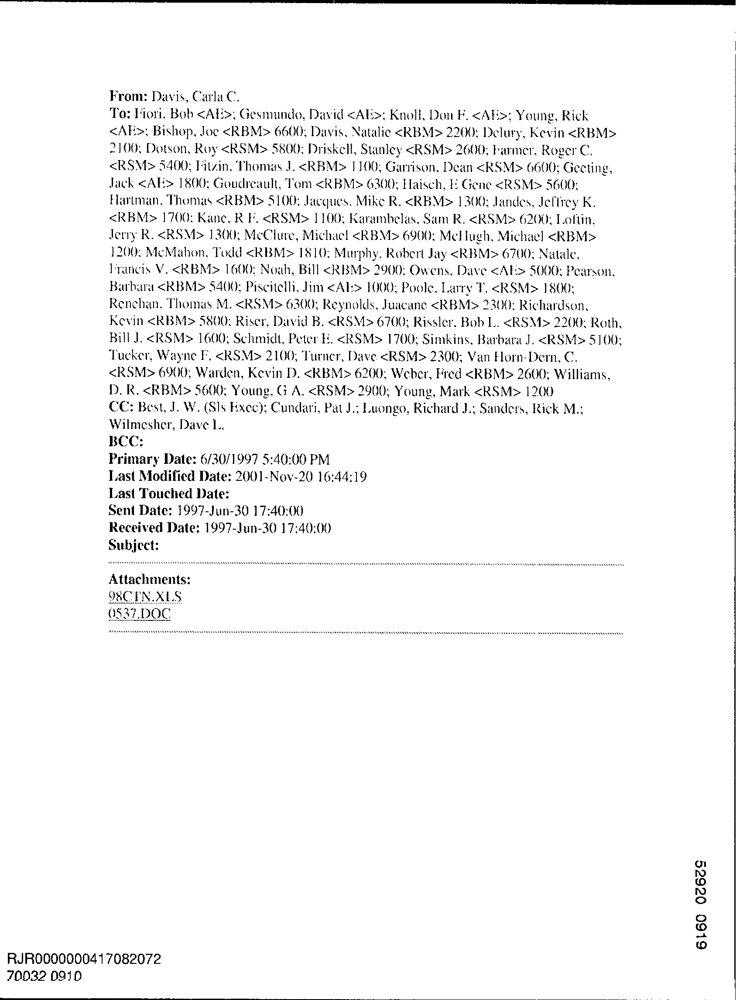 From: Davis, Carla C.
To: Fiori, Bob <AE>; Gesmundo, David <AE>; Knoll, Don F. <AE>; Young, Rick
<AE>; Bishop, Joe <RBM> 6600; Davis, Natalie <RBM> 2200; Delury, Kevin <RBM>
2100; Dotson, Roy <RSM> 5800; Driskell, Stanley <RSM> 2600; Farmer, Roger C.
<RSM> 5400; Fitzin, Thomas J. <RBM> 1100; Garrison, Dean <RSM> 6600; Geeting,
Jack <AE> 1800; Goudreault, Tom <RBM> 6300; Haisch, E Gene <RSM> 5600;
Hartman, Thomas <RBM> 5100; Jacques, Mike R. <RBM> 1300; Jandes, Jeffrey K.
<RBM> 1700; Kane, R F. <RSM> 1100; Karambelas, Sam R. <RSM> 6200; Loftin,
Jerry R. <RSM> 1300; McClure, Michael <RBM> 6900; McHugh, Michael <RBM>
1200; McMahon, Todd <RBM> 1810; Murphy, Robert Jay <RBM> 6700; Natale,
Francis V. <RBM> 1600; Noah, Bill <RBM> 2900; Owens, Dave <AE> 5000; Pearson,
Barbara <RBM> 5400; Piscitelli, Jim <AE> 1000; Poole, Larry T. <RSM> 1800;
Renehan, Thomas M. <RSM> 6300; Reynolds, Juacane <RBM> 2300; Richardson,
Kevin <RBM> 5800; Riser, David B. <RSM> 6700; Rissler, Bob L. <RSM> 2200; Roth,
Bill J. <RSM> 1600; Schmidt, Peter E. <RSM> 1700; Simkins, Barbara J. <RSM> 5100;
Tucker, Wayne F. <RSM> 2100; Turner, Dave <RSM> 2300; Van Horn-Dern, C.
<RSM> 6900; Warden, Kevin D. <RBM> 6200; Weber, Fred <RBM> 2600; Williams,
D. R. <RBM> 5600; Young, G A. <RSM> 2900; Young, Mark <RSM> 1200
CC: Best, J. W. (Sls Exec); Cundari, Pat J.; Luongo, Richard J.; Sanders, Rick M.;
Wilmesher, Dave L.
BCC:
Primary Date: 6/30/1997 5:40:00 PM
Last Modified Date: 2001-Nov-20 16:44:19
Last Touched Date:
Sent Date: 1997-Jun-30 17:40:00
Received Date: 1997-Jun-30 17:40:00
Subject:
Attachments:
98CTN.XLS
0537.DOC
52920 0919
RJR0000000417082072
70032 0910